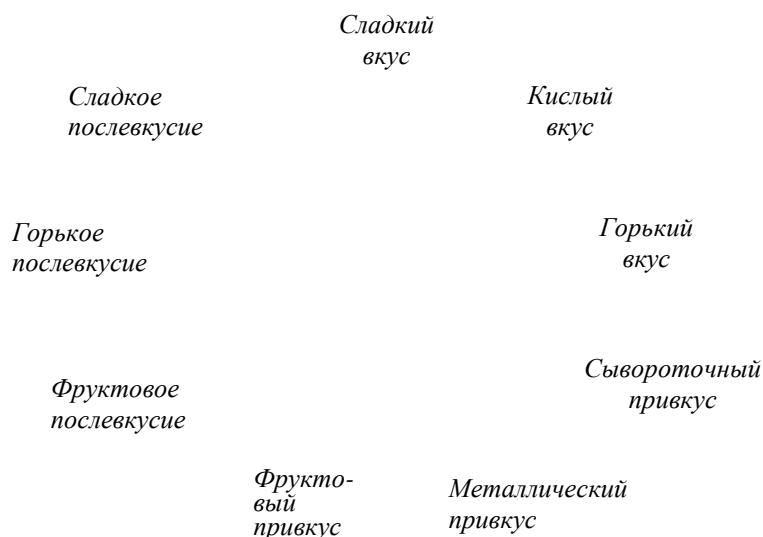 Сладкий
вкус
Сладкое
послевкусие
Кислый
вкус
Горькое
послевкусие
Горький
вкус
Фруктовое
послевкусие
Сывороточный
привкус
Фрукто-
вый
привкус
Металлический
привкус